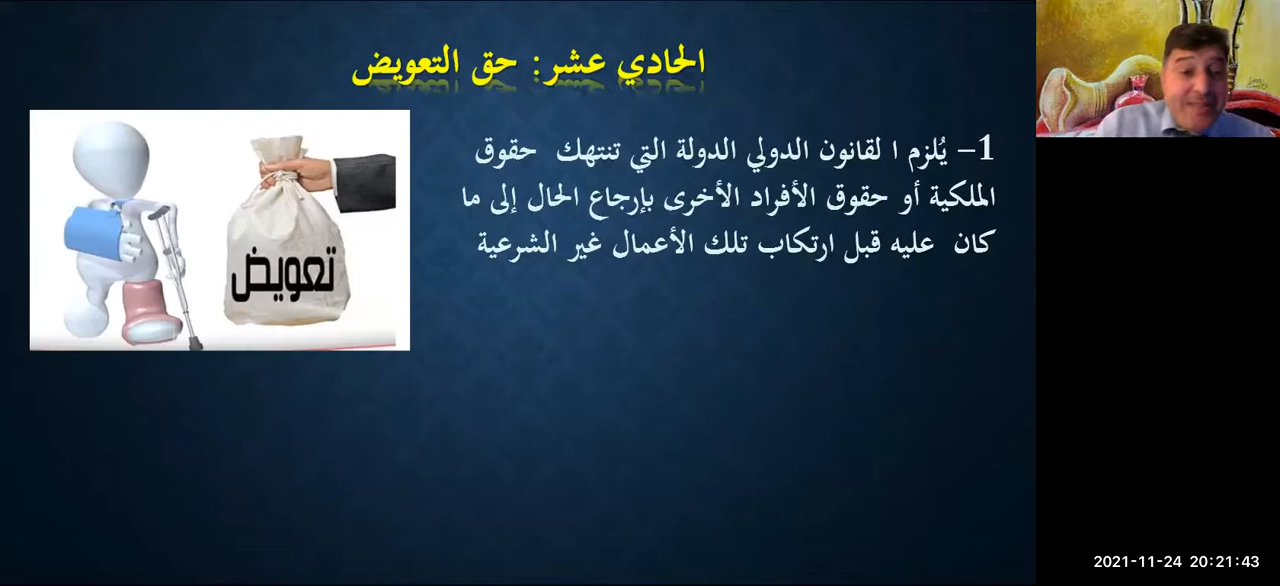 الحادي عشر: حق التعويض
1- يُلزم ا لقانون الدولي الدولة التي تنتهك حقوق
الملكية أو حقوق الأفراد الأخرى بإرجاع الحال إلى ما
كان عليه قبل ارتكاب تلك الأعمال غير الشرعية
تعويض
2021-11-24 20:21:43